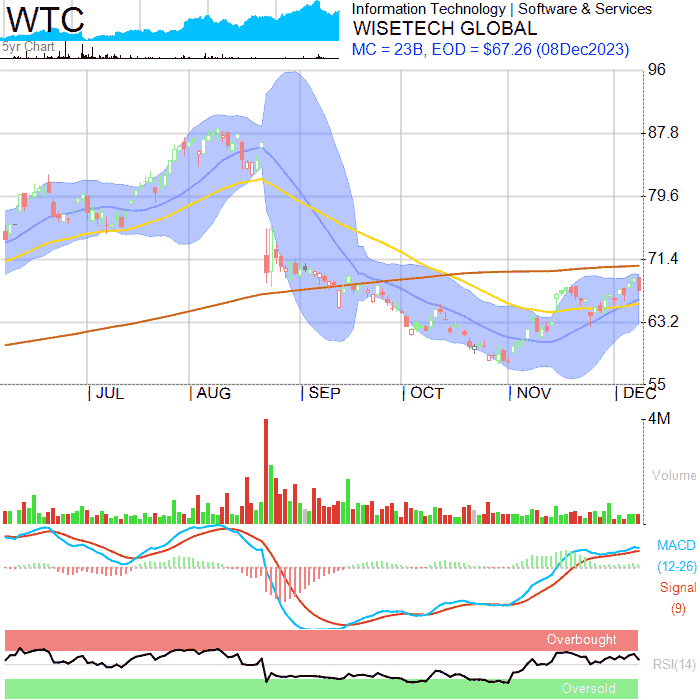 WTC
5yr Chart
Information Technology | Software & Services
WISETECH GLOBAL
MC = 23B, EOD = $67.26 (08Dec2023)
96
87.8
79.6
71.4
63.2
55
JUL AUG SEP OCT NOV DEC
4M
Volume
MACD
(12-26)
Signal
(9)
Overbought
RSI(14)
Oversold